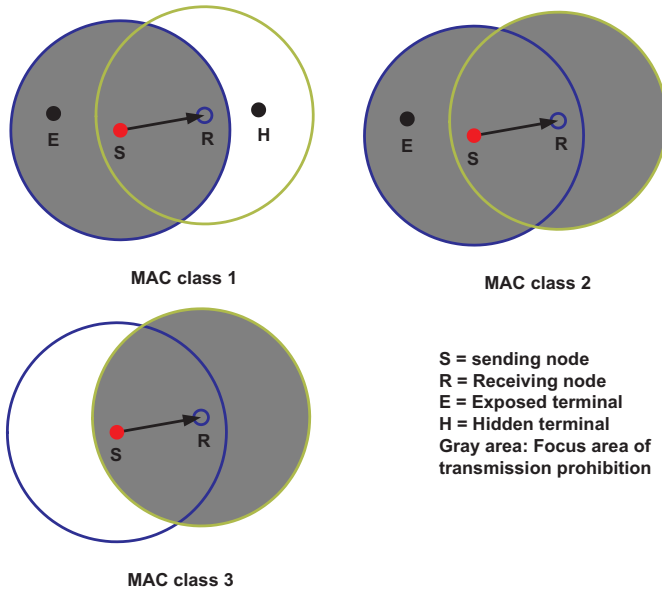 E
S
R
H
MAC class 1
E
S
R
MAC class 2
S
R
MAC class 3
S = sending node
R = Receiving node
E = Exposed terminal
H = Hidden terminal
Gray area: Focus area of
transmission prohibition